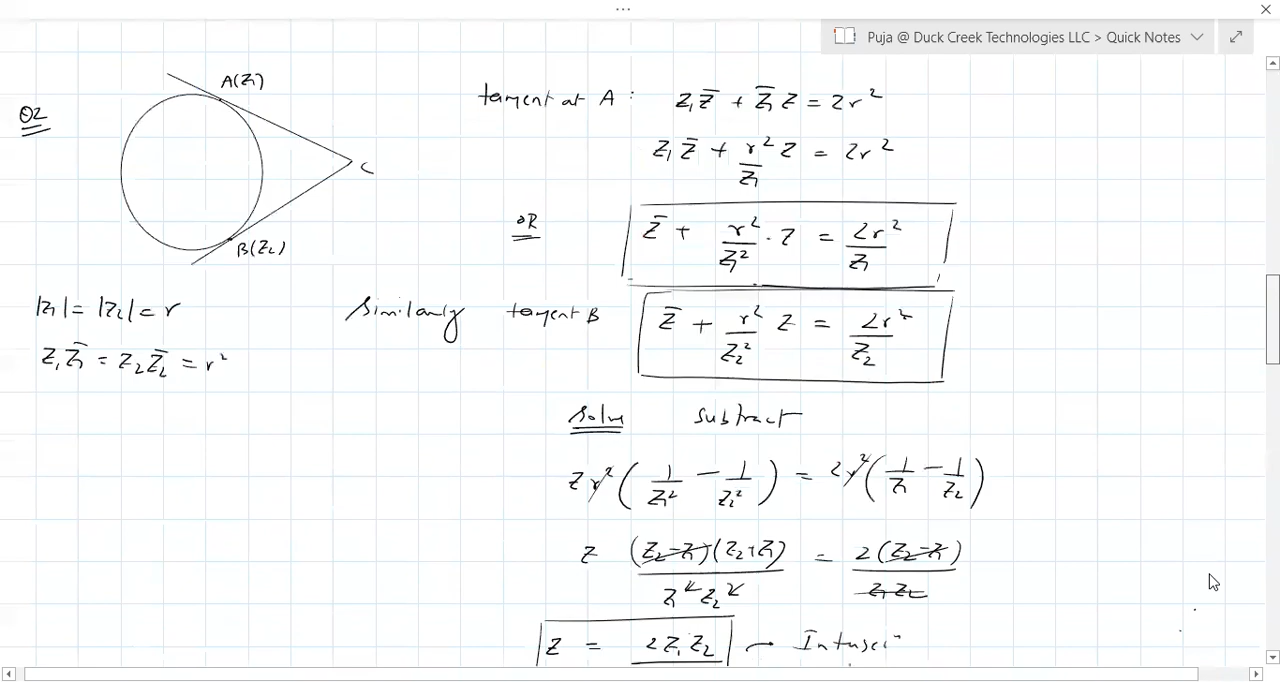 Puja @ Duck Creek Technologies LLC > Quick Notes
Q2
A(z₁)
C
B(z₂)
|z₁| = |z₂| = r
z₁z̄₁ = z₂z̄₂ = r²
tangent at A : z₁z̄ + z̄₁z = 2r²
z₁z̄ + r²/z₁ z = 2r²
OR
z̄ + r²/z₁² · z = 2r²/z₁
Similarly tangent B z̄ + r²/z₂² z = 2r²/z₂
Solve subtract
z r² (1/z₁² − 1/z₂²) = 2r² (1/z₁ − 1/z₂)
z (z₂−z₁)(z₂+z₁)/z₁²z₂² = 2(z₂−z₁)/z₁z₂
z = 2z₁z₂